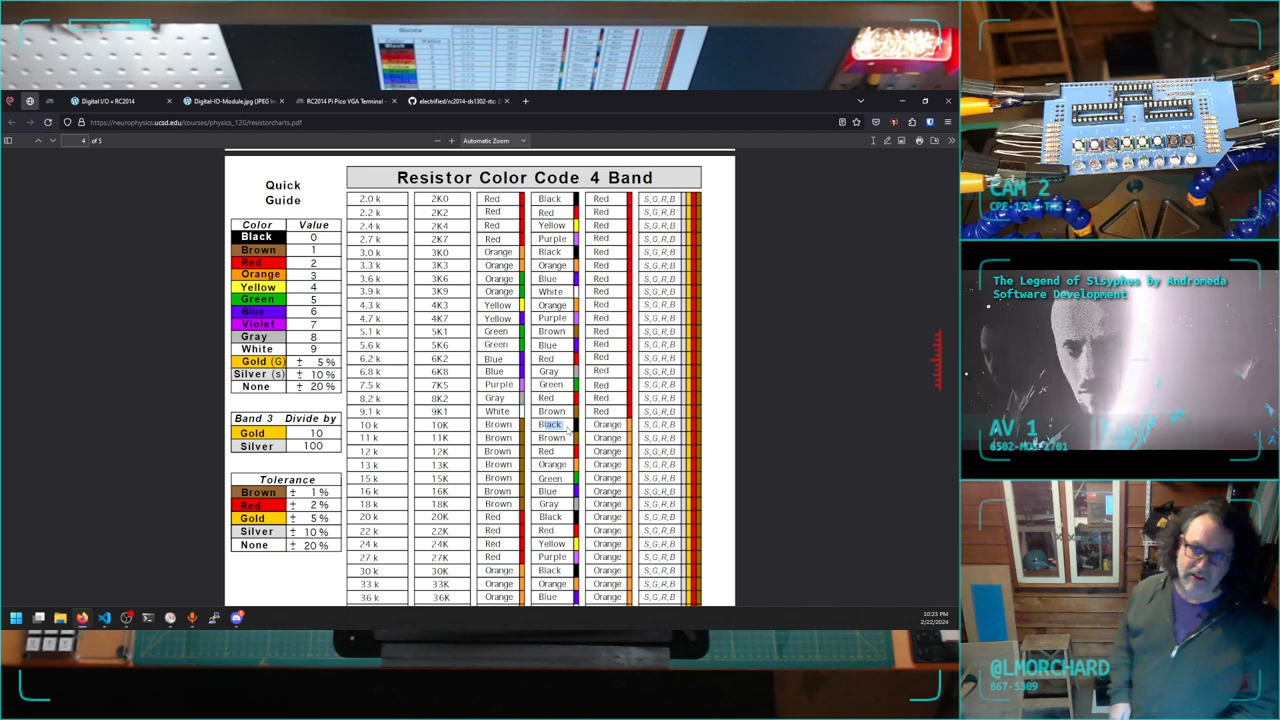 Digital I/O « RC2014
Digital-IO-Module.jpg (JPEG
RC2014 Pi Pico VGA Terminal -
electrified/rc2014-ds1302-rtc:
https://neurophysics.ucsd.edu/courses/physics_120/resistorcharts.pdf
4 of 5
Automatic Zoom
Quick
Guide
Color Value
Black 0
Brown 1
Red 2
Orange 3
Yellow 4
Green 5
Blue 6
Violet 7
Gray 8
White 9
Gold (G) ± 5 %
Silver (s) ± 10 %
None ± 20 %
Band 3 Divide by
Gold 10
Silver 100
Tolerance
Brown ± 1 %
Red ± 2 %
Gold ± 5 %
Silver ± 10 %
None ± 20 %
Resistor Color Code 4 Band
2.0 k 2K0 Red Black Red S,G,R,B
2.2 k 2K2 Red Red Red S,G,R,B
2.4 k 2K4 Red Yellow Red S,G,R,B
2.7 k 2K7 Red Purple Red S,G,R,B
3.0 k 3K0 Orange Black Red S,G,R,B
3.3 k 3K3 Orange Orange Red S,G,R,B
3.6 k 3K6 Orange Blue Red S,G,R,B
3.9 k 3K9 Orange White Red S,G,R,B
4.3 k 4K3 Yellow Orange Red S,G,R,B
4.7 k 4K7 Yellow Purple Red S,G,R,B
5.1 k 5K1 Green Brown Red S,G,R,B
5.6 k 5K6 Green Blue Red S,G,R,B
6.2 k 6K2 Blue Red Red S,G,R,B
6.8 k 6K8 Blue Gray Red S,G,R,B
7.5 k 7K5 Purple Green Red S,G,R,B
8.2 k 8K2 Gray Red Red S,G,R,B
9.1 k 9K1 White Brown Red S,G,R,B
10 k 10K Brown Black Orange S,G,R,B
11 k 11K Brown Brown Orange S,G,R,B
12 k 12K Brown Red Orange S,G,R,B
13 k 13K Brown Orange Orange S,G,R,B
15 k 15K Brown Green Orange S,G,R,B
16 k 16K Brown Blue Orange S,G,R,B
18 k 18K Brown Gray Orange S,G,R,B
20 k 20K Red Black Orange S,G,R,B
22 k 22K Red Red Orange S,G,R,B
24 k 24K Red Yellow Orange S,G,R,B
27 k 27K Red Purple Orange S,G,R,B
30 k 30K Orange Black Orange S,G,R,B
33 k 33K Orange Orange Orange S,G,R,B
36 k 36K Orange Blue Orange S,G,R,B
10:23 PM
2/22/2024
CAM 2
The Legend of Sisyphus by Andromeda
Software Development
AV 1
6502-MOS-2701
@LMORCHARD
867-5309